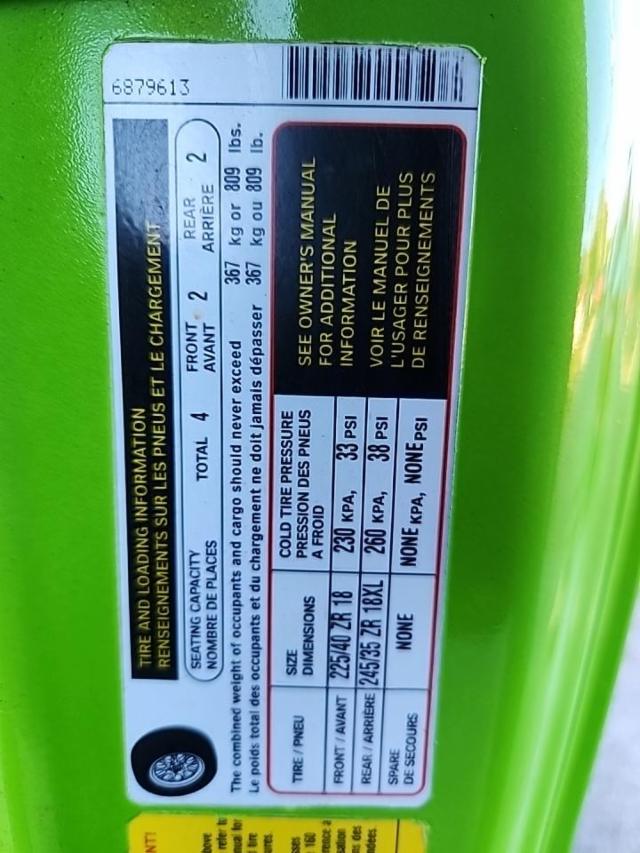 6879613
TIRE AND LOADING INFORMATION
RENSEIGNEMENTS SUR LES PNEUS ET LE CHARGEMENT
SEATING CAPACITY
NOMBRE DE PLACES
TOTAL 4
FRONT
AVANT 2
REAR
ARRIÈRE 2
The combined weight of occupants and cargo should never exceed 367 kg or 809 lbs.
Le poids total des occupants et du chargement ne doit jamais dépasser 367 kg ou 809 lb.
TIRE / PNEU
SIZE
DIMENSIONS
COLD TIRE PRESSURE
PRESSION DES PNEUS
A FROID
FRONT / AVANT 225/40 ZR 18 230 KPA, 33 PSI
REAR / ARRIÈRE 245/35 ZR 18XL 260 KPA, 38 PSI
SPARE
DE SECOURS
NONE NONE KPA, NONE PSI
SEE OWNER'S MANUAL
FOR ADDITIONAL
INFORMATION
VOIR LE MANUEL DE
L'USAGER POUR PLUS
DE RENSEIGNEMENTS